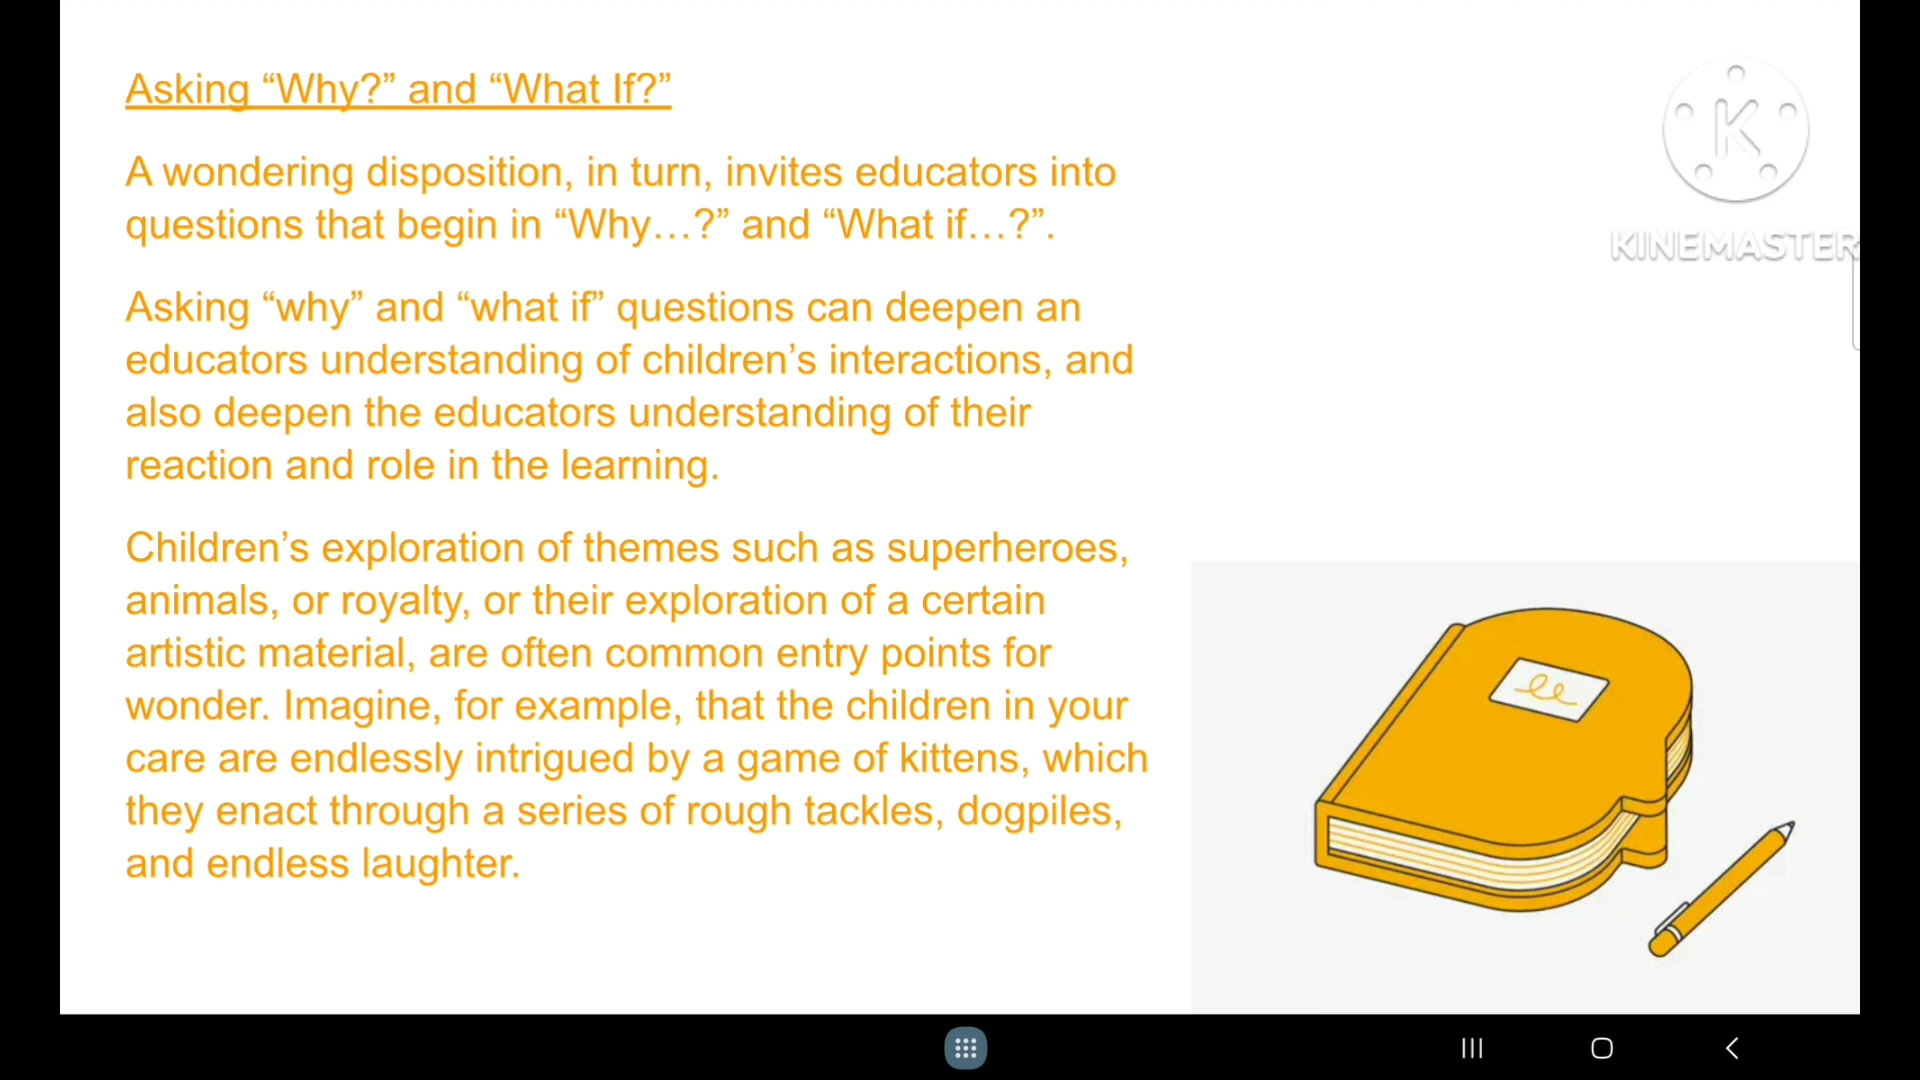 Asking “Why?” and “What If?”
A wondering disposition, in turn, invites educators into
questions that begin in “Why…?” and “What if…?”.
Asking “why” and “what if” questions can deepen an
educators understanding of children’s interactions, and
also deepen the educators understanding of their
reaction and role in the learning.
Children’s exploration of themes such as superheroes,
animals, or royalty, or their exploration of a certain
artistic material, are often common entry points for
wonder. Imagine, for example, that the children in your
care are endlessly intrigued by a game of kittens, which
they enact through a series of rough tackles, dogpiles,
and endless laughter.
K
KINEMASTER